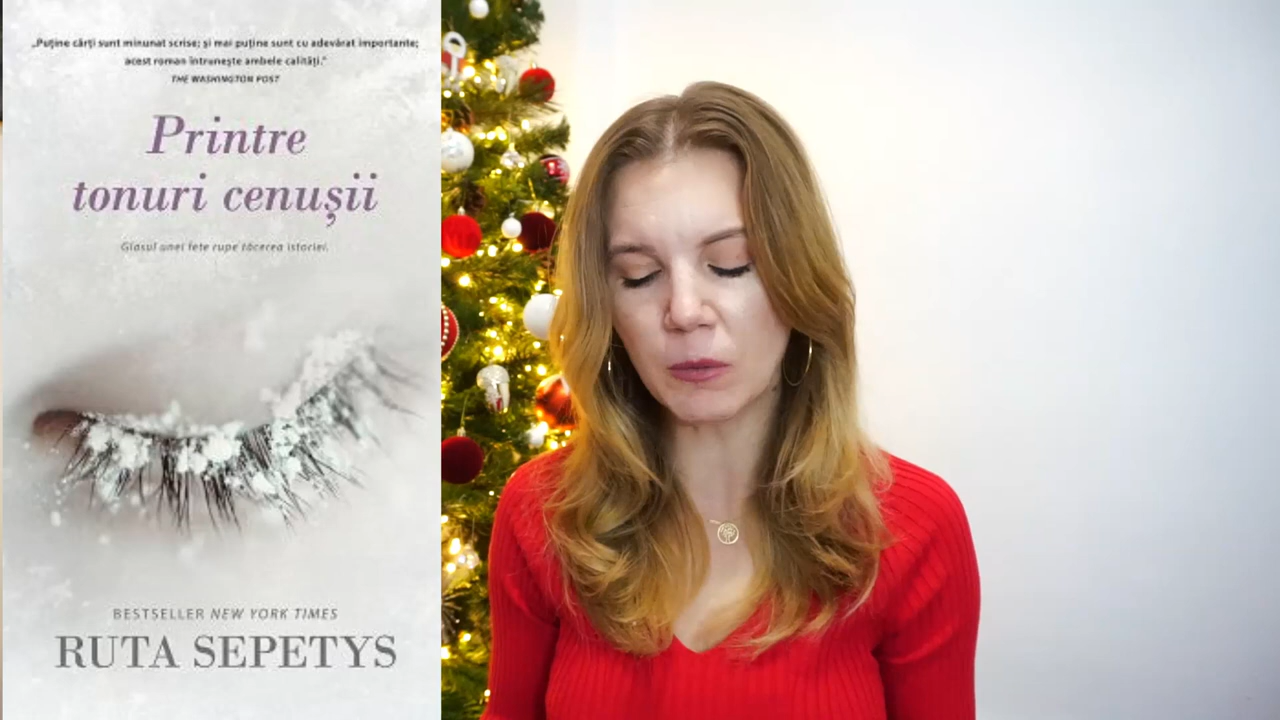 „Puține cărți sunt minunat scrise; și mai puține sunt cu adevărat importante;
acest roman întrunește ambele calități.”
THE WASHINGTON POST
Printre
tonuri cenușii
Glasul unei fete rupe tăcerea istoriei.
BESTSELLER NEW YORK TIMES
RUTA SEPETYS